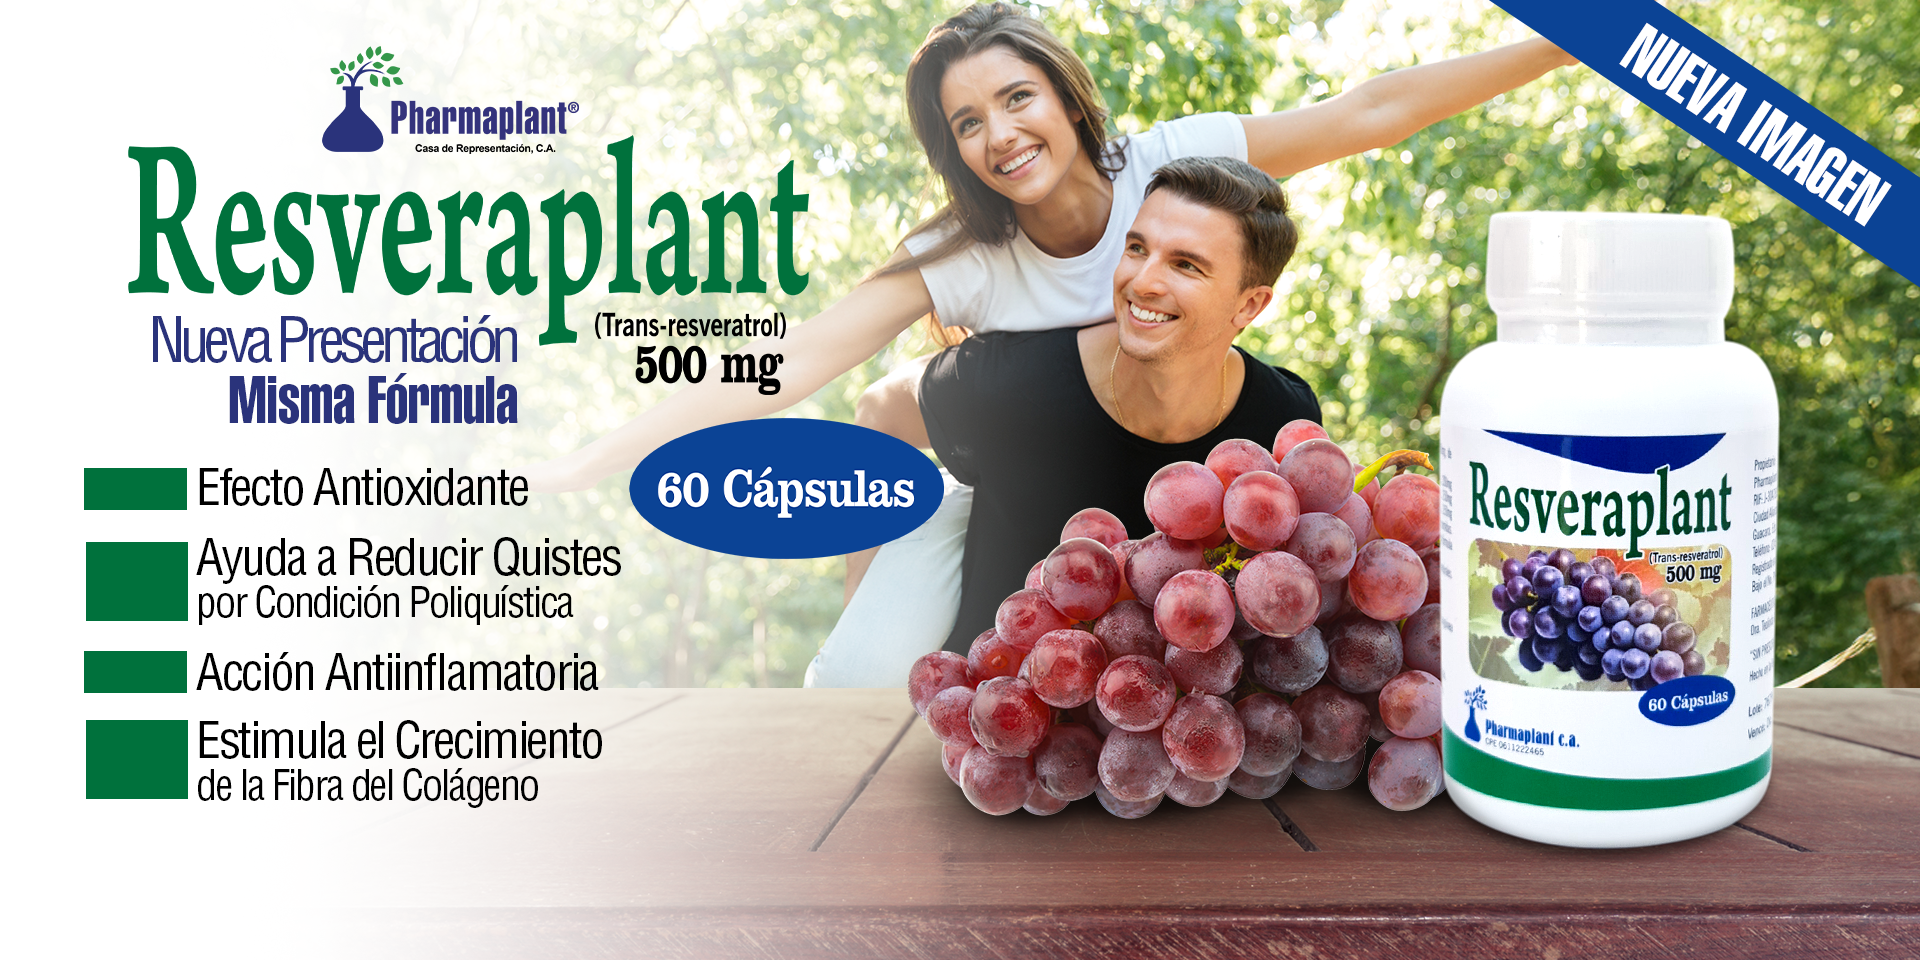 Pharmaplant®
Casa de Representación, C.A.
Resveraplant
(Trans-resveratrol)
500 mg
Nueva Presentación
Misma Fórmula
60 Cápsulas
Efecto Antioxidante
Ayuda a Reducir Quistes
por Condición Poliquística
Acción Antiinflamatoria
Estimula el Crecimiento
de la Fibra del Colágeno
NUEVA IMAGEN
Resveraplant
(Trans-resveratrol)
500 mg
60 Cápsulas
Pharmaplant c.a.
CPE 0611222465